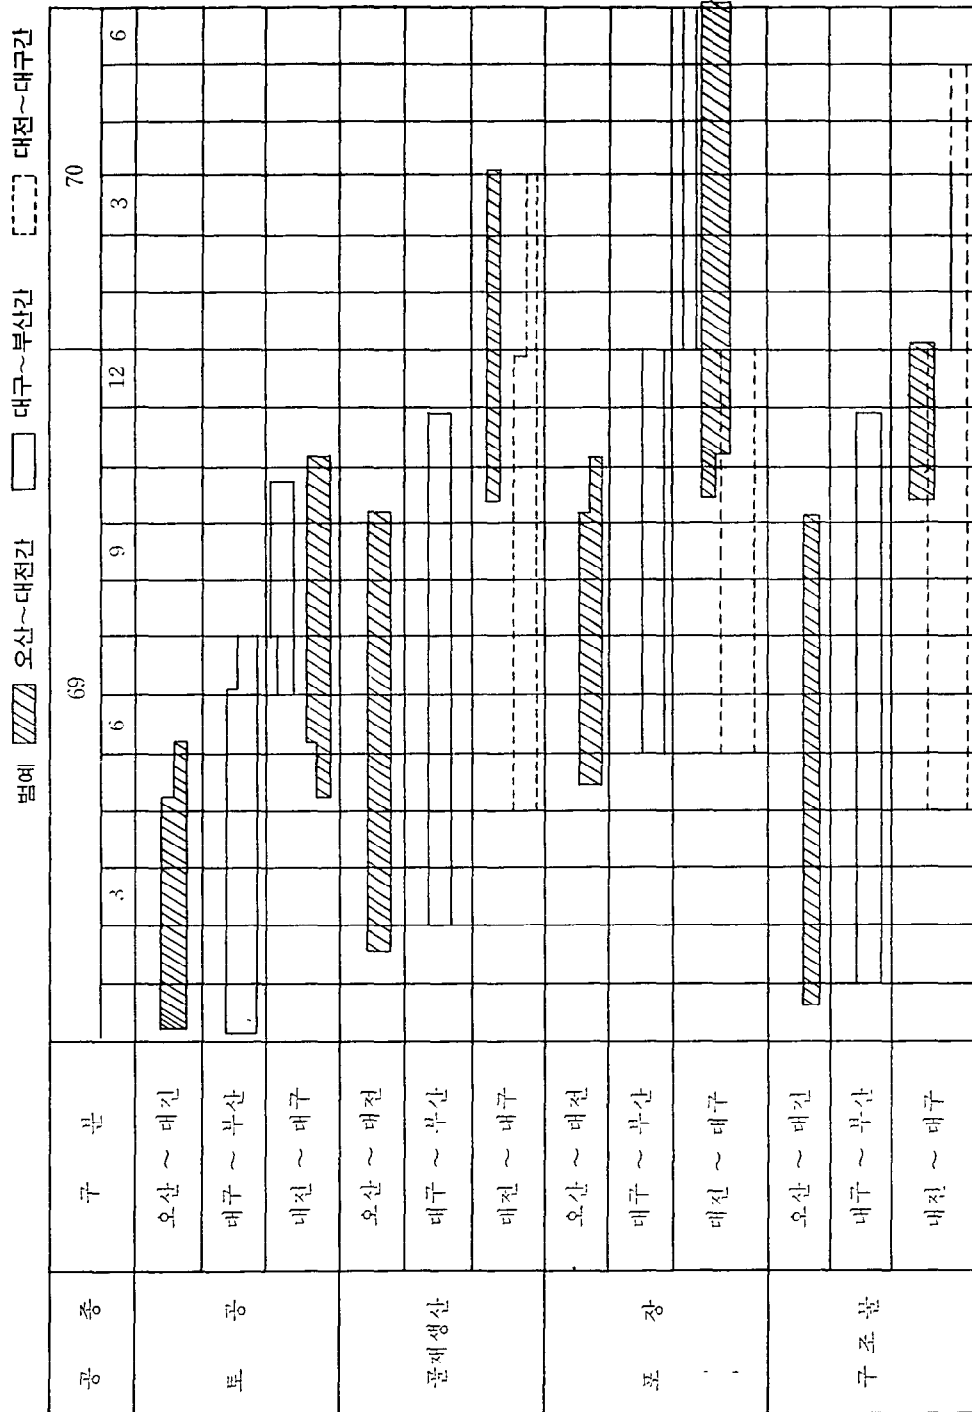 범예 오산~대전간 대구~부산간 대전~대구간
공 종 구 분 69 70
3 6 9 12 3 6
토 공
오산 ~ 대전
대구 ~ 부산
대전 ~ 대구
골재생산
오산 ~ 대전
대구 ~ 부산
대전 ~ 대구
포 장
오산 ~ 대전
대구 ~ 부산
대전 ~ 대구
구조물
오산 ~ 대전
대구 ~ 부산
대전 ~ 대구